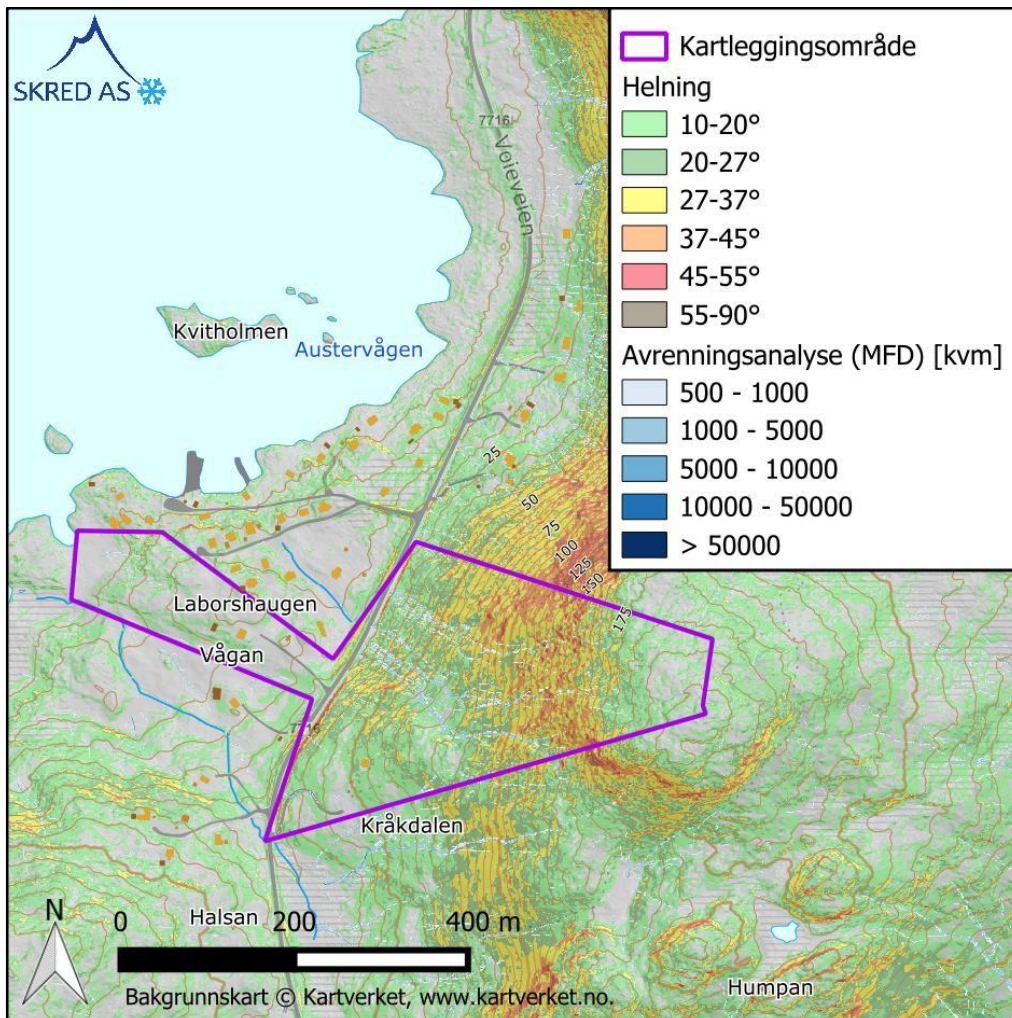 SKRED AS
Kartleggingsområde
Helning
10-20°
20-27°
27-37°
37-45°
45-55°
55-90°
Avrenningsanalyse (MFD) [kvm]
500 - 1000
1000 - 5000
5000 - 10000
10000 - 50000
> 50000
7716
Voieveien
Kvitholmen
Austervågen
25
50
75
100
125
150
175
Laborshaugen
Vågan
7716
Kråkdalen
Halsan
Humpan
N
0 200 400 m
Bakgrunnskart © Kartverket, www.kartverket.no.